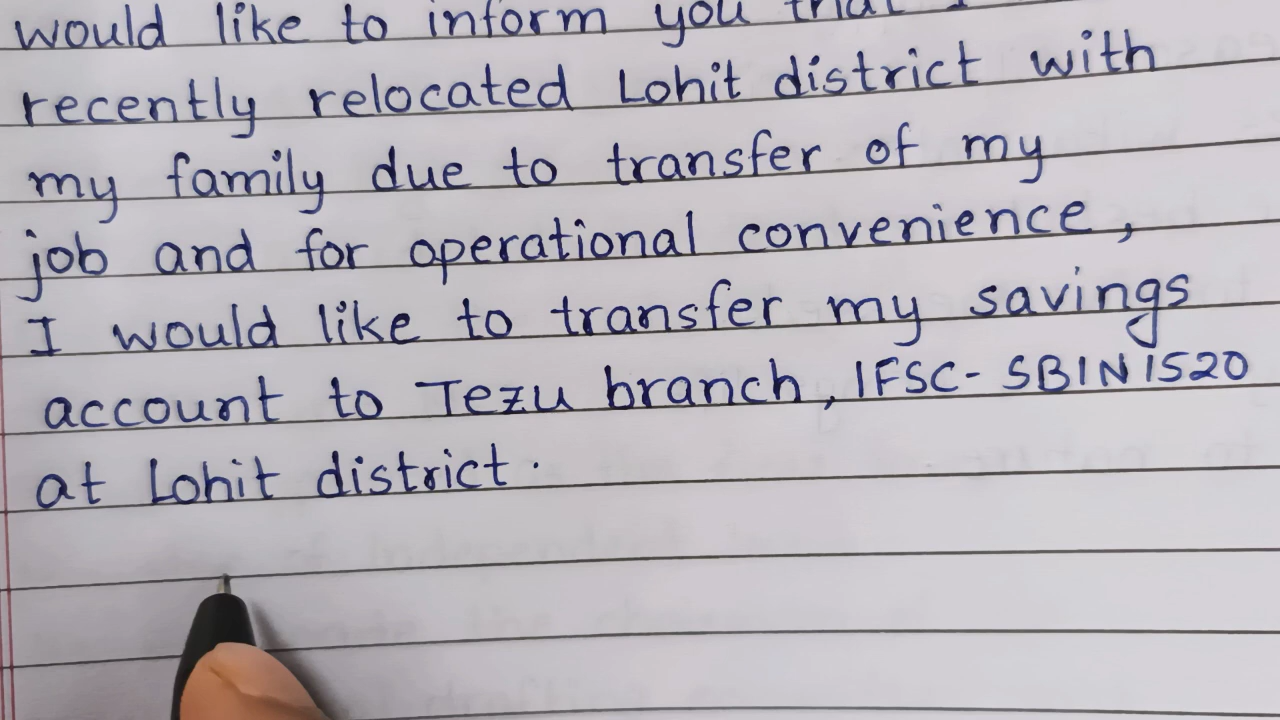 would like to inform you that I
recently relocated Lohit district with
my family due to transfer of my
job and for operational convenience,
I would like to transfer my savings
account to Tezu branch, IFSC- SBIN1520
at Lohit district.